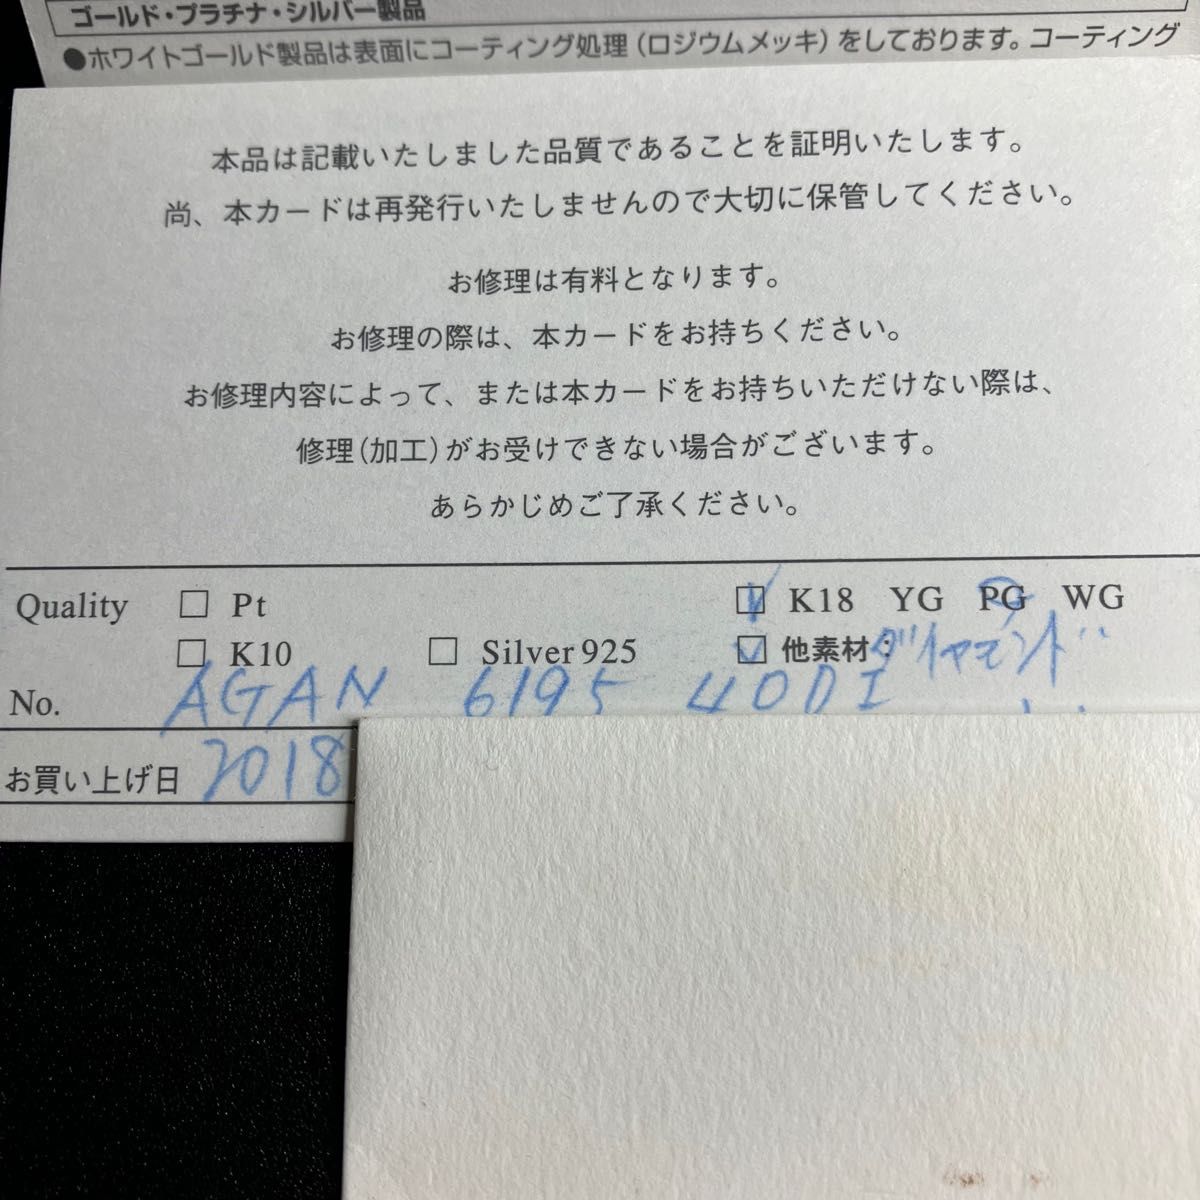 ゴールド・プラチナ・シルバー製品
●ホワイトゴールド製品は表面にコーティング処理(ロジウムメッキ)をしております。コーティング
本品は記載いたしました品質であることを証明いたします。
尚、本カードは再発行いたしませんので大切に保管してください。
お修理は有料となります。
お修理の際は、本カードをお持ちください。
お修理内容によって、または本カードをお持ちいただけない際は、
修理(加工)がお受けできない場合がございます。
あらかじめご了承ください。
Quality □ Pt ☑ K18 YG PG WG
□ K10 □ Silver 925 ☑ 他素材: ダイヤモンド
No. AGAN 6195 40DI
お買い上げ日 2018